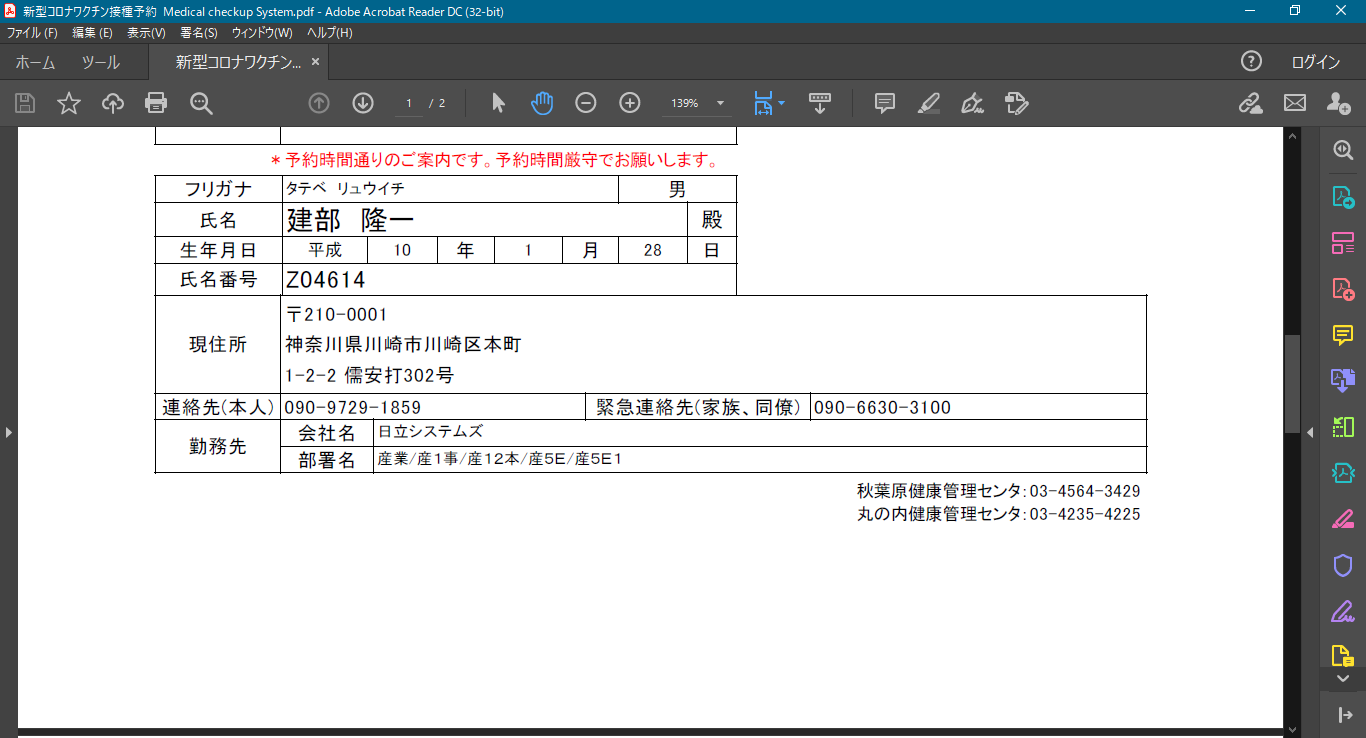 新型コロナワクチン接種予約 Medical checkup System.pdf - Adobe Acrobat Reader DC (32-bit)
ファイル(F) 編集(E) 表示(V) 署名(S) ウィンドウ(W) ヘルプ(H)
ホーム ツール 新型コロナワクチン... × ? ログイン
1 / 2 139%
＊予約時間通りのご案内です。予約時間厳守でお願いします。
フリガナ タテベ リュウイチ 男
氏名 建部 隆一 殿
生年月日 平成 10 年 1 月 28 日
氏名番号 Z04614
現住所 〒210-0001
神奈川県川崎市川崎区本町
1-2-2 儒安打302号
連絡先(本人) 090-9729-1859 緊急連絡先(家族、同僚) 090-6630-3100
勤務先 会社名 日立システムズ
部署名 産業/産1事/産12本/産5E/産5E1
秋葉原健康管理センタ:03-4564-3429
丸の内健康管理センタ:03-4235-4225